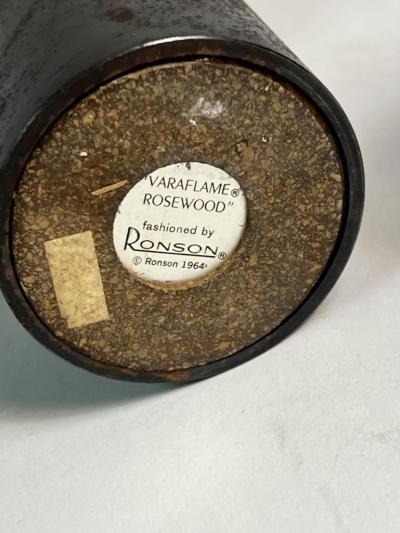 "VARAFLAME®
ROSEWOOD"
fashioned by
RONSON®
© Ronson 1964